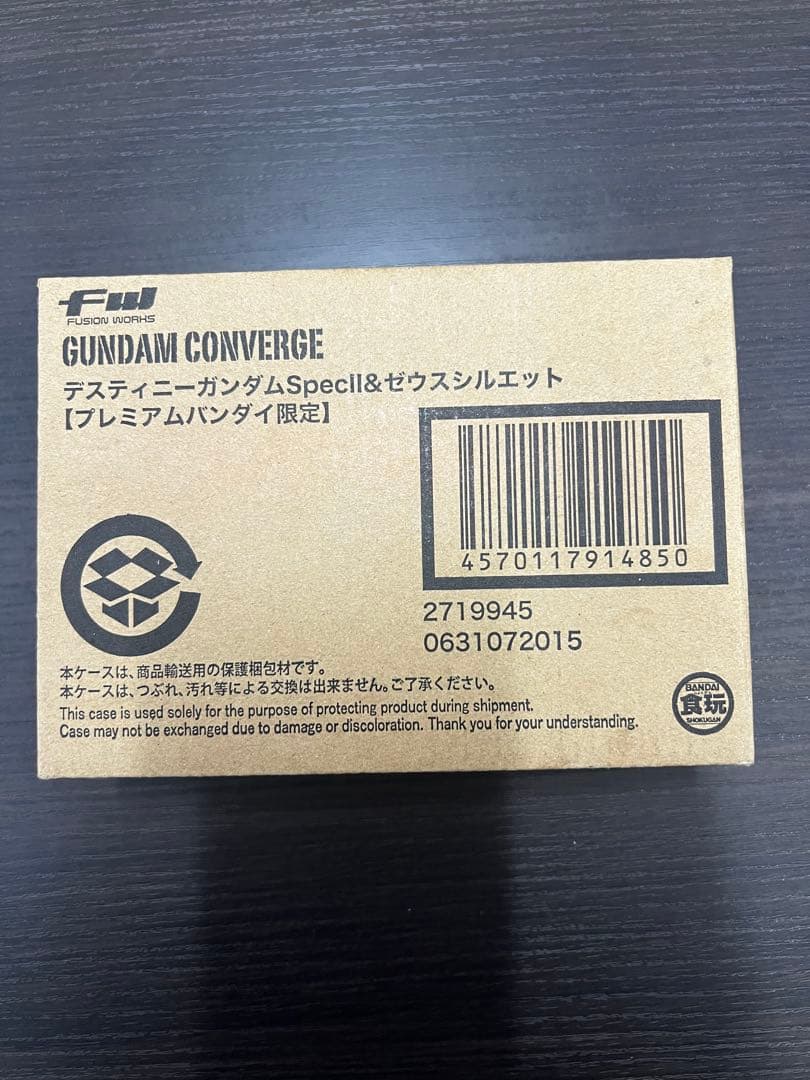 FW
FUSION WORKS
GUNDAM CONVERGE
デスティニーガンダムSpecII&ゼウスシルエット
【プレミアムバンダイ限定】
4570117914850
2719945
0631072015
本ケースは、商品輸送用の保護梱包材です。
本ケースは、つぶれ、汚れ等による交換は出来ません。ご了承ください。
This case is used solely for the purpose of protecting product during shipment.
Case may not be exchanged due to damage or discoloration. Thank you for your understanding.
BANDAI
食玩
SHOKUGAN